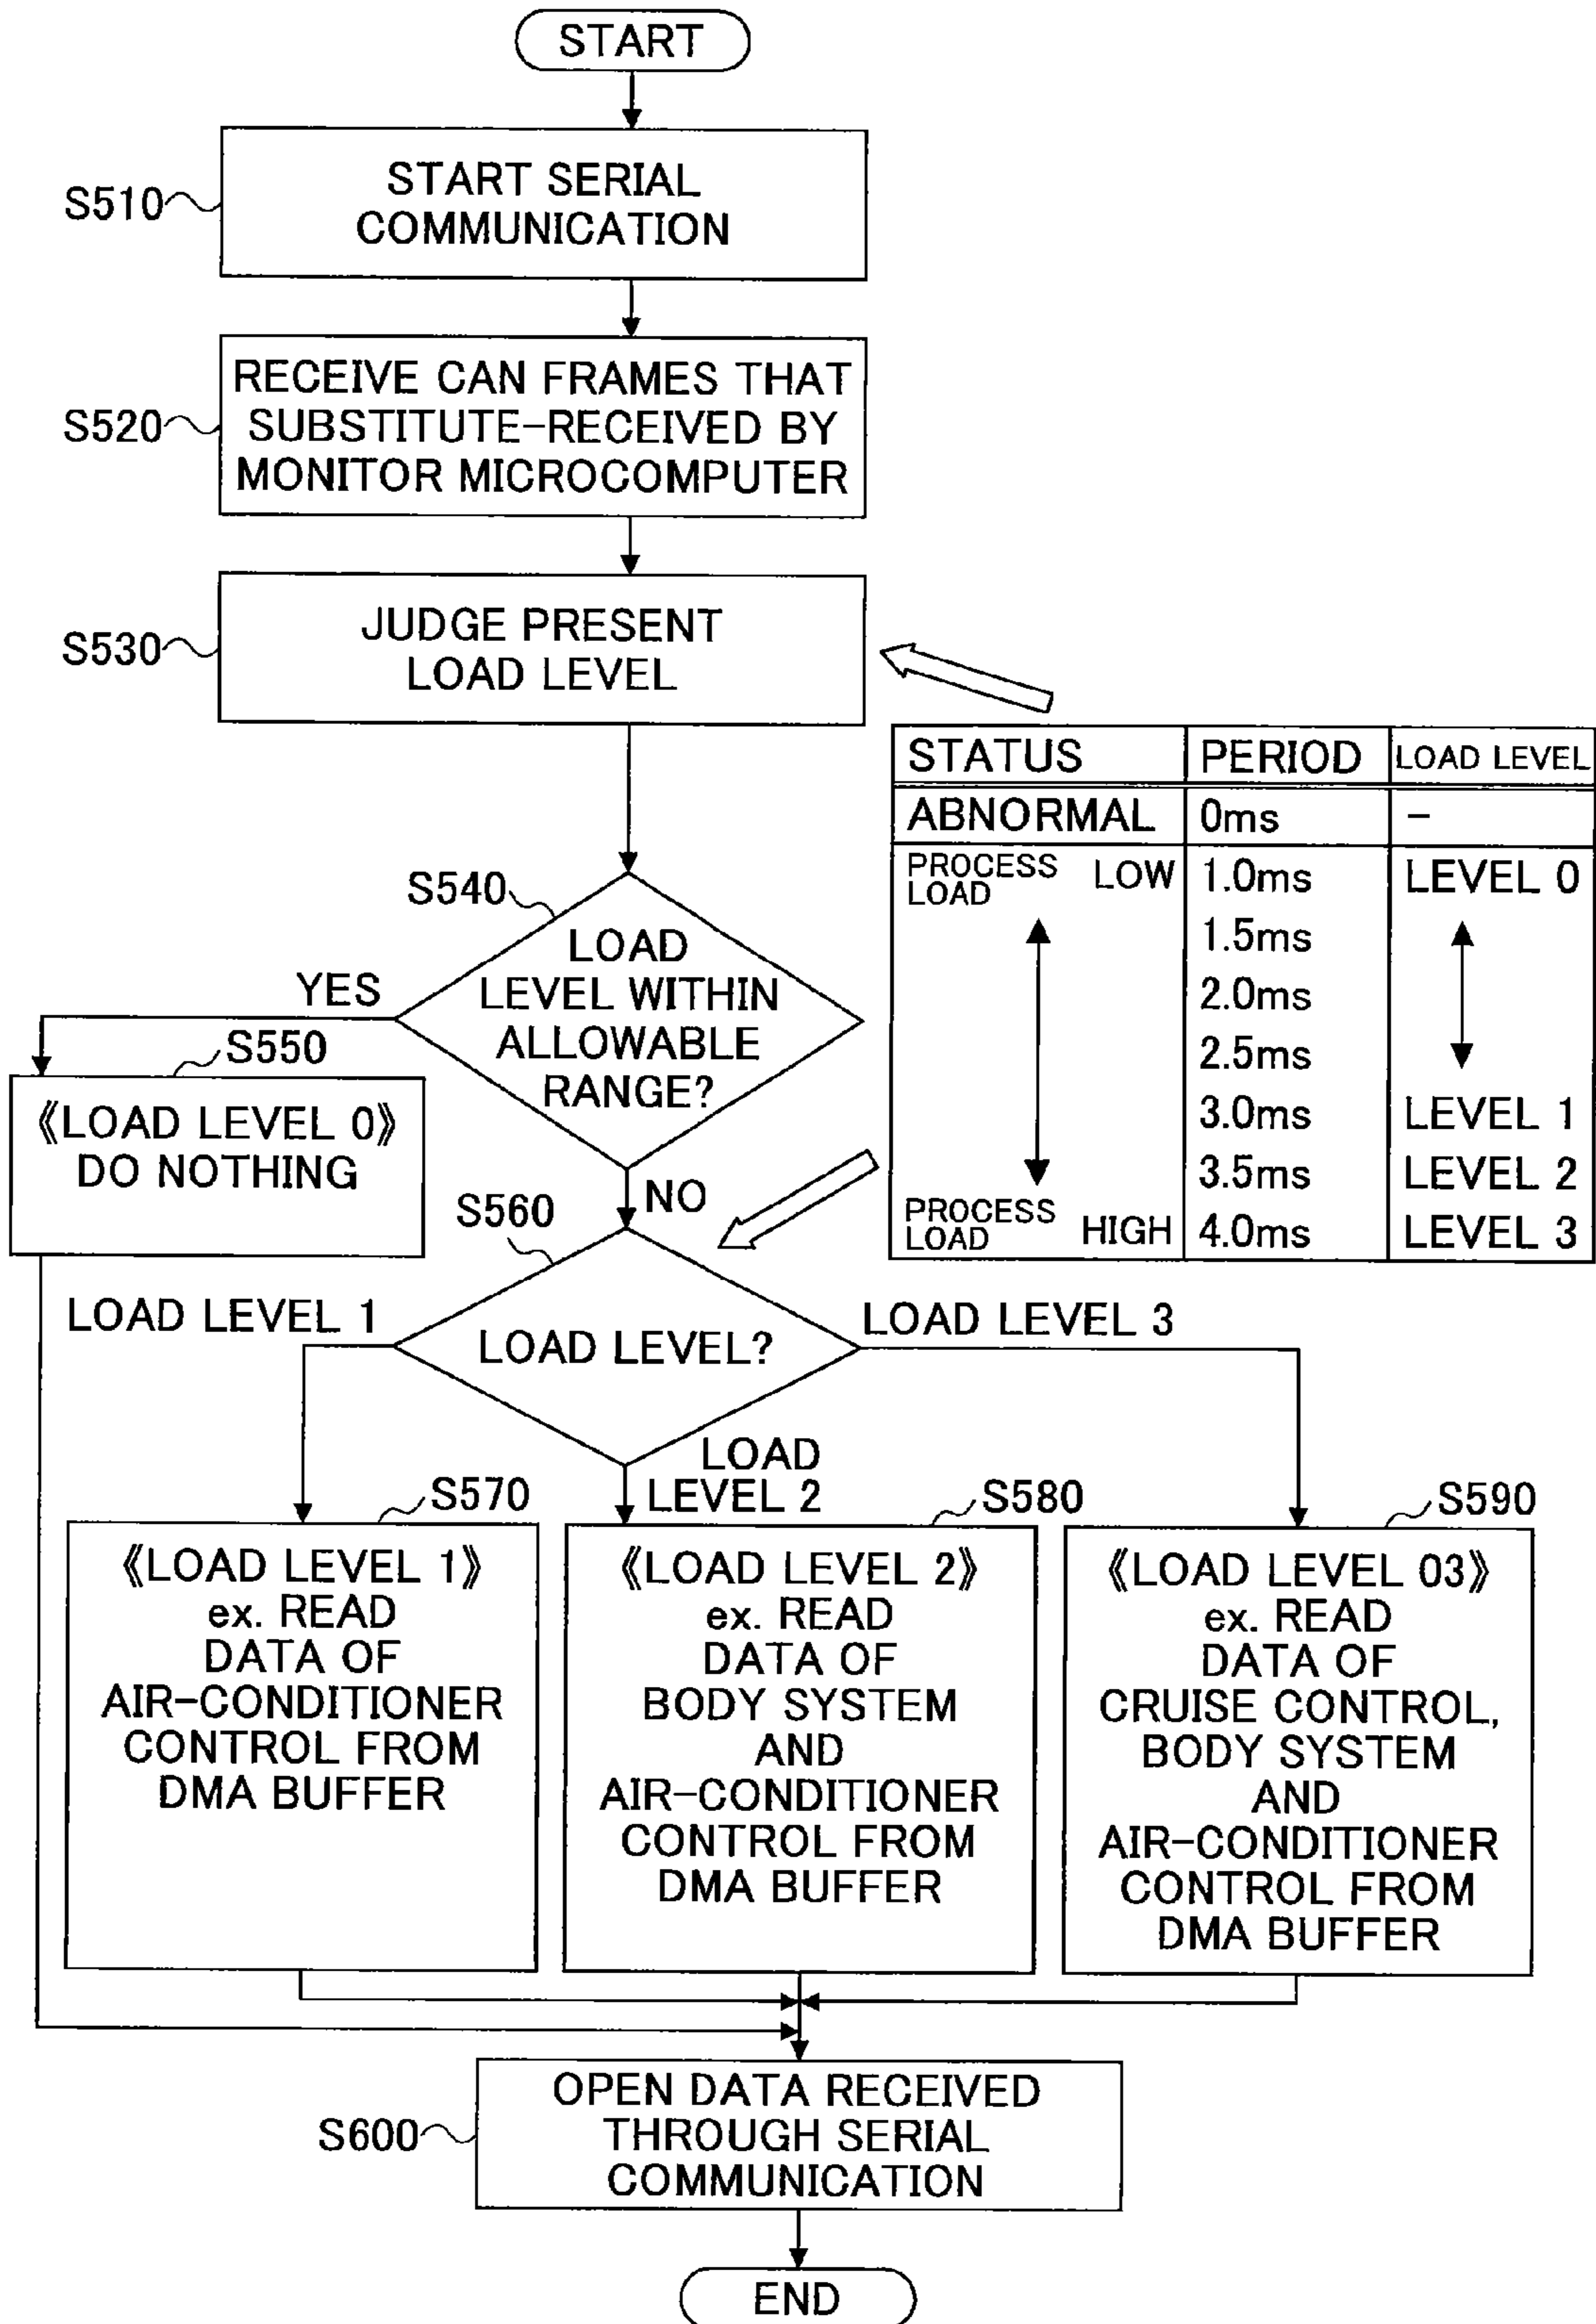 START
START SERIAL
COMMUNICATION
S510
RECEIVE CAN FRAMES THAT
SUBSTITUTE-RECEIVED BY
MONITOR MICROCOMPUTER
S520
JUDGE PRESENT
LOAD LEVEL
S530
STATUS PERIOD LOAD LEVEL
ABNORMAL 0ms -
PROCESS
LOAD LOW 1.0ms LEVEL 0
1.5ms
2.0ms
2.5ms
3.0ms LEVEL 1
3.5ms LEVEL 2
PROCESS
LOAD HIGH 4.0ms LEVEL 3
S540
LOAD
LEVEL WITHIN
ALLOWABLE
RANGE?
YES
S550
《LOAD LEVEL 0》
DO NOTHING
NO
S560
LOAD LEVEL?
LOAD LEVEL 1
LOAD LEVEL 3
LOAD
LEVEL 2
S570
《LOAD LEVEL 1》
ex. READ
DATA OF
AIR-CONDITIONER
CONTROL FROM
DMA BUFFER
S580
《LOAD LEVEL 2》
ex. READ
DATA OF
BODY SYSTEM
AND
AIR-CONDITIONER
CONTROL FROM
DMA BUFFER
S590
《LOAD LEVEL 03》
ex. READ
DATA OF
CRUISE CONTROL,
BODY SYSTEM
AND
AIR-CONDITIONER
CONTROL FROM
DMA BUFFER
S600
OPEN DATA RECEIVED
THROUGH SERIAL
COMMUNICATION
END